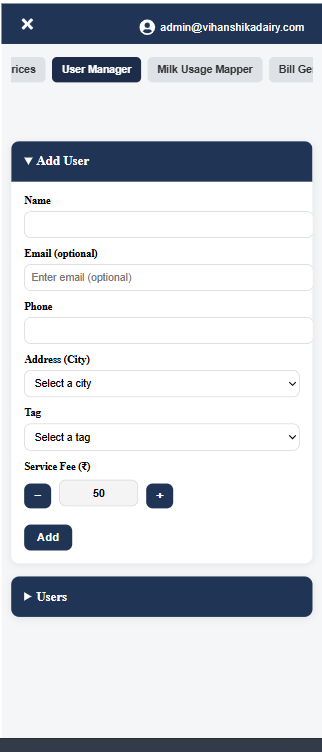 admin@vihanshikadairy.com
rices User Manager Milk Usage Mapper Bill Ge
Add User
Name
Email (optional)
Enter email (optional)
Phone
Address (City)
Select a city
Tag
Select a tag
Service Fee (₹)
– 50 +
Add
Users